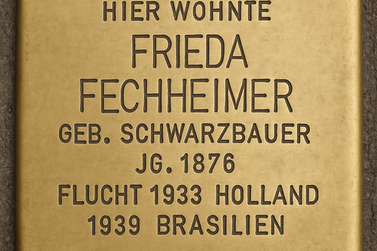 HIER WOHNTE
FRIEDA
FECHHEIMER
GEB. SCHWARZBAUER
JG. 1876
FLUCHT 1933 HOLLAND
1939 BRASILIEN